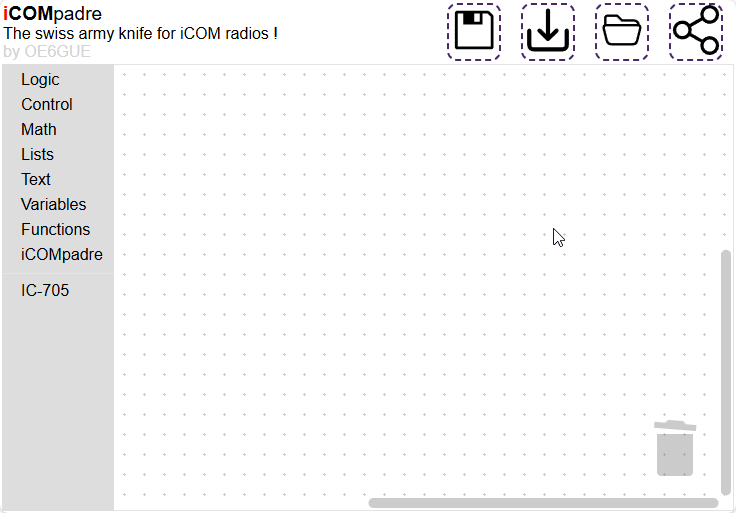 iCOMpadre
The swiss army knife for iCOM radios !
by OE6GUE
Logic
Control
Math
Lists
Text
Variables
Functions
iCOMpadre
IC-705